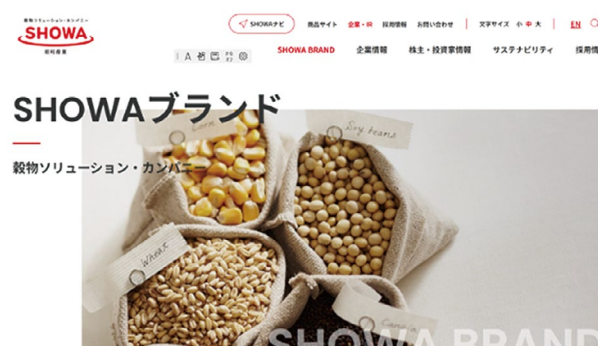 穀物ソリューション・カンパニー
SHOWA
昭和産業
SHOWAナビ
商品サイト
企業・IR
採用情報
お問い合わせ
文字サイズ 小 中 大
EN
SHOWA BRAND
企業情報
株主・投資家情報
サステナビリティ
採用情
SHOWAブランド
穀物ソリューション・カンパニー
Corn
Soy beans
Wheat
SHOWA BRAND